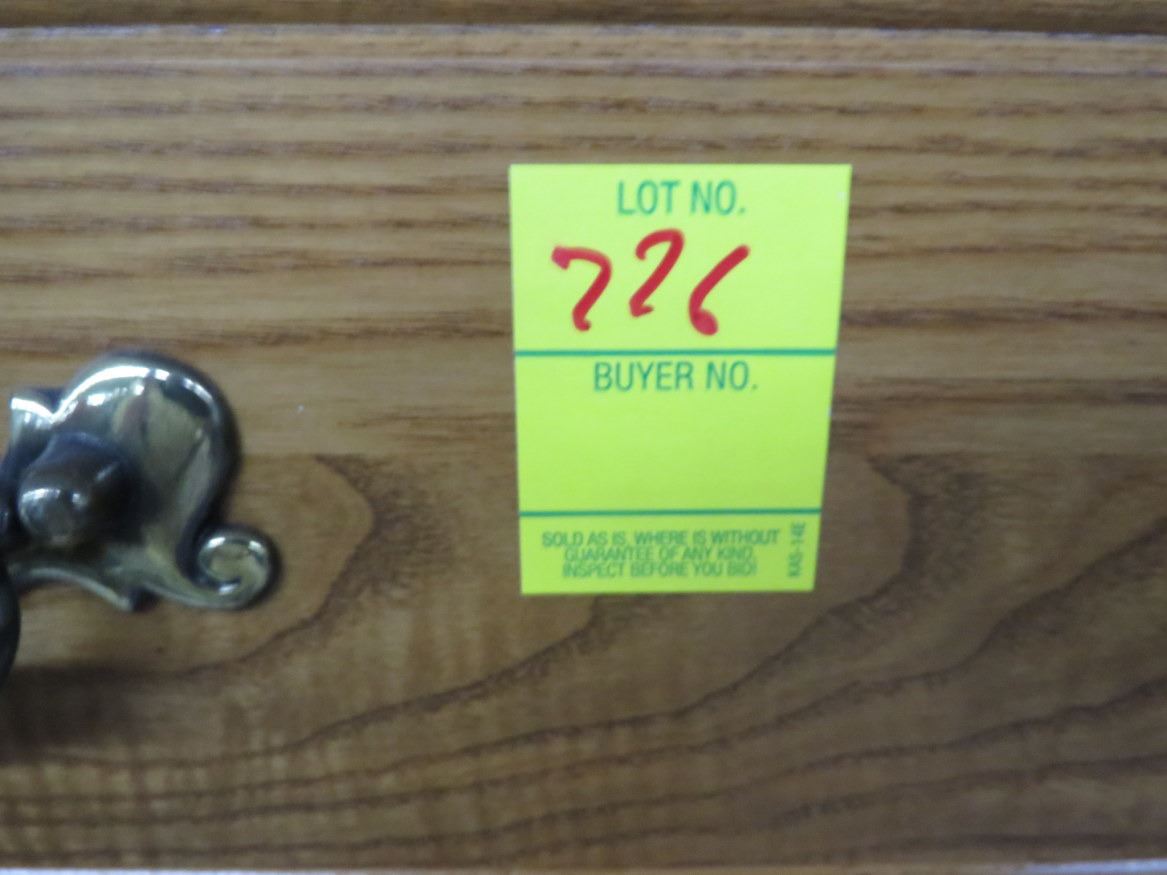 LOT NO.
776
BUYER NO.
SOLD AS IS, WHERE IS WITHOUT
GUARANTEE OF ANY KIND.
INSPECT BEFORE YOU BID!
KAS-14E